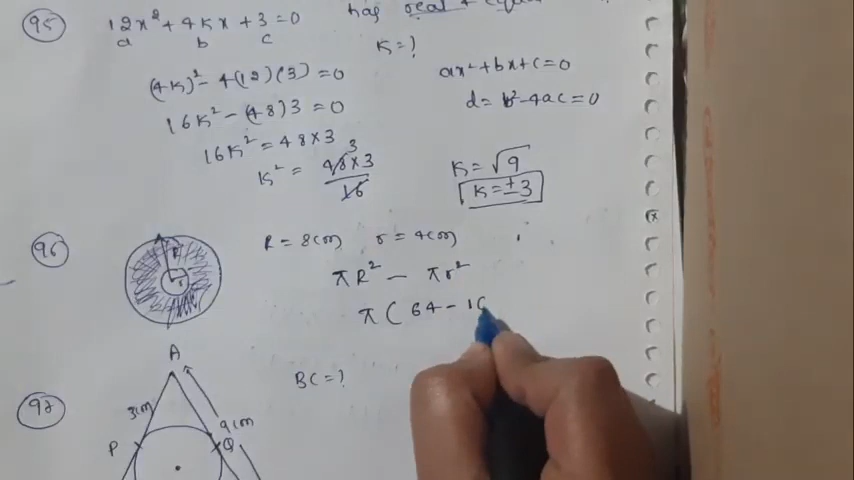 95 12x² + 4kx + 3 = 0 has real & equal
a b c
k = ?
(4k)² - 4(12)(3) = 0
ax² + bx + c = 0
16k² - (48)3 = 0
d = b² - 4ac = 0
16k² = 48×3
k² = 48×3 / 16
3
k = √9
k = ±3
96 R = 8cm r = 4cm
R
r
πR² - πr²
π(64 - 16
97 A
BC = ?
3cm
9cm
P Q